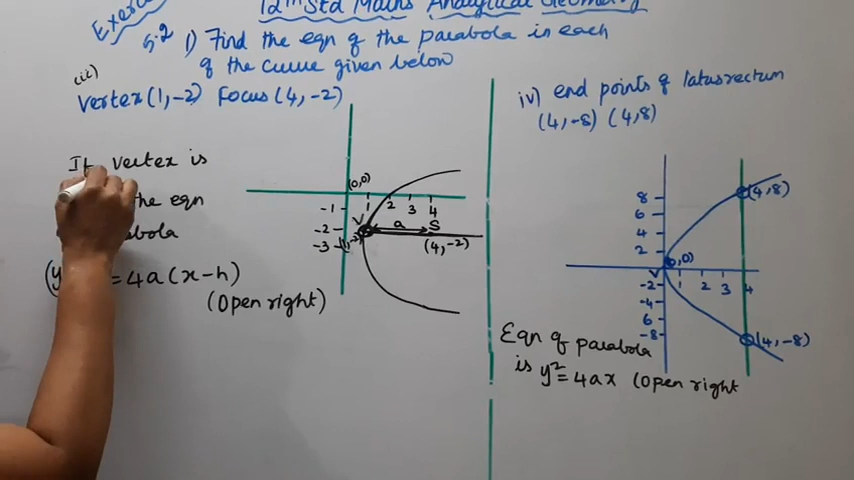 12th Std Maths Analytical Geometry
5.2 1) Find the eqn of the parabola in each
of the curve given below
(iii)
Vertex (1,-2) Focus (4,-2)
If vertex is
the eqn
= 4a(x-h)
(Open right)
(0,0)
1 2 3 4
-1
-2
-3
V
a
S
(1,-2)
(4,-2)
iv) end points of latusrectum
(4,-8) (4,8)
8
6
4
2
(4,8)
(0,0)
V
1 2 3 4
-2
-4
6
-8
(4,-8)
Eqn of parabola
is y²=4ax (Open right